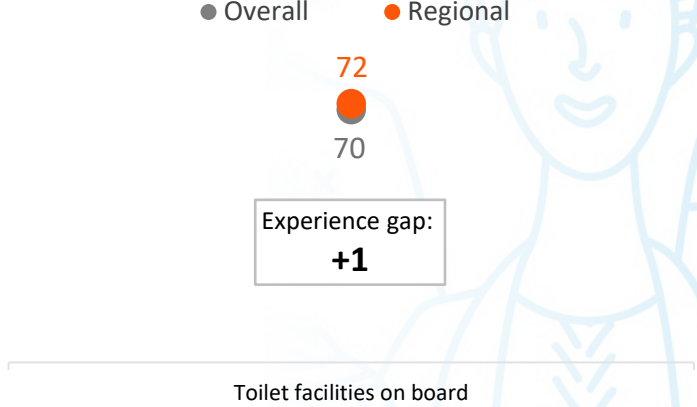 Overall Regional
72
70
Experience gap:
+1
Toilet facilities on board